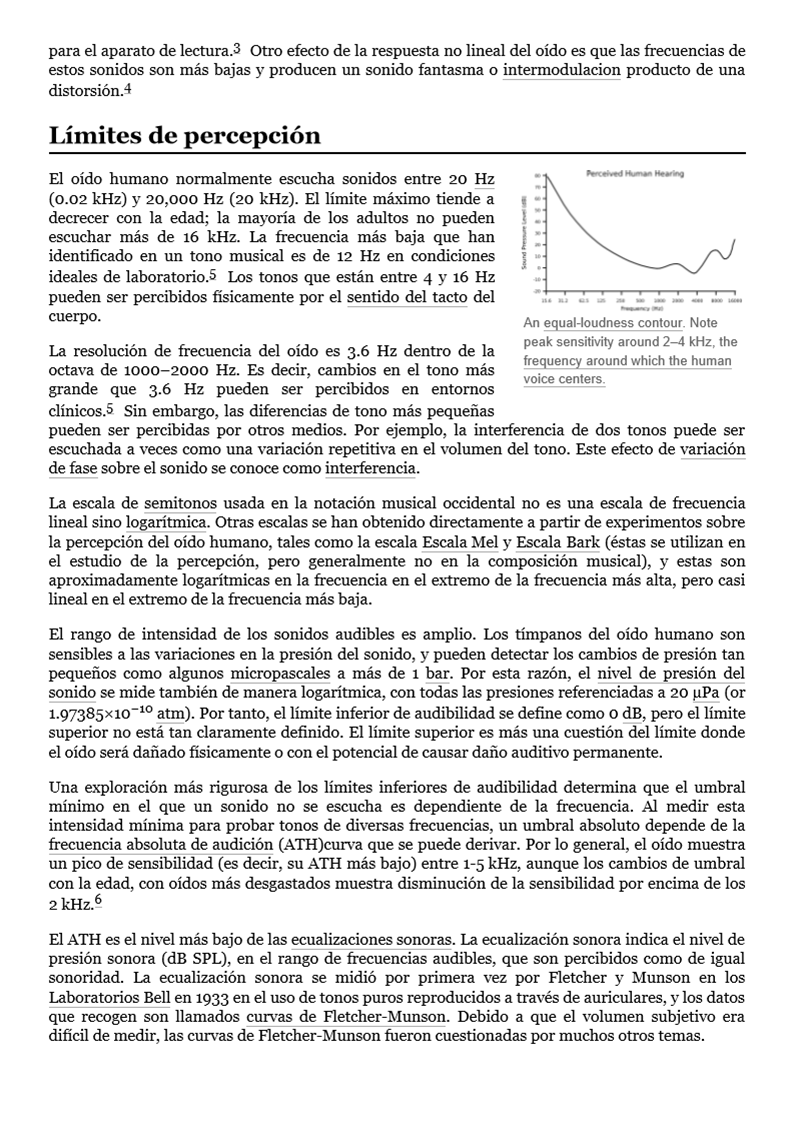 para el aparato de lectura.3 Otro efecto de la respuesta no lineal del oído es que las frecuencias de
estos sonidos son más bajas y producen un sonido fantasma o intermodulacion producto de una
distorsión.4
Límites de percepción
El oído humano normalmente escucha sonidos entre 20 Hz
(0.02 kHz) y 20,000 Hz (20 kHz). El límite máximo tiende a
decrecer con la edad; la mayoría de los adultos no pueden
escuchar más de 16 kHz. La frecuencia más baja que han
identificado en un tono musical es de 12 Hz en condiciones
ideales de laboratorio.5 Los tonos que están entre 4 y 16 Hz
pueden ser percibidos físicamente por el sentido del tacto del
cuerpo.
Perceived Human Hearing
Sound Pressure Level (dB)
80
70
60
50
40
30
20
10
0
-10
-20
15.6 31.2 62.5 125 250 500 1000 2000 4000 8000 16000
Frequency (Hz)
An equal-loudness contour. Note
peak sensitivity around 2–4 kHz, the
frequency around which the human
voice centers.
La resolución de frecuencia del oído es 3.6 Hz dentro de la
octava de 1000–2000 Hz. Es decir, cambios en el tono más
grande que 3.6 Hz pueden ser percibidos en entornos
clínicos.5 Sin embargo, las diferencias de tono más pequeñas
pueden ser percibidas por otros medios. Por ejemplo, la interferencia de dos tonos puede ser
escuchada a veces como una variación repetitiva en el volumen del tono. Este efecto de variación
de fase sobre el sonido se conoce como interferencia.
La escala de semitonos usada en la notación musical occidental no es una escala de frecuencia
lineal sino logarítmica. Otras escalas se han obtenido directamente a partir de experimentos sobre
la percepción del oído humano, tales como la escala Escala Mel y Escala Bark (éstas se utilizan en
el estudio de la percepción, pero generalmente no en la composición musical), y estas son
aproximadamente logarítmicas en la frecuencia en el extremo de la frecuencia más alta, pero casi
lineal en el extremo de la frecuencia más baja.
El rango de intensidad de los sonidos audibles es amplio. Los tímpanos del oído humano son
sensibles a las variaciones en la presión del sonido, y pueden detectar los cambios de presión tan
pequeños como algunos micropascales a más de 1 bar. Por esta razón, el nivel de presión del
sonido se mide también de manera logarítmica, con todas las presiones referenciadas a 20 µPa (or
1.97385×10⁻¹⁰ atm). Por tanto, el límite inferior de audibilidad se define como 0 dB, pero el límite
superior no está tan claramente definido. El límite superior es más una cuestión del límite donde
el oído será dañado físicamente o con el potencial de causar daño auditivo permanente.
Una exploración más rigurosa de los límites inferiores de audibilidad determina que el umbral
mínimo en el que un sonido no se escucha es dependiente de la frecuencia. Al medir esta
intensidad mínima para probar tonos de diversas frecuencias, un umbral absoluto depende de la
frecuencia absoluta de audición (ATH)curva que se puede derivar. Por lo general, el oído muestra
un pico de sensibilidad (es decir, su ATH más bajo) entre 1-5 kHz, aunque los cambios de umbral
con la edad, con oídos más desgastados muestra disminución de la sensibilidad por encima de los
2 kHz.6
El ATH es el nivel más bajo de las ecualizaciones sonoras. La ecualización sonora indica el nivel de
presión sonora (dB SPL), en el rango de frecuencias audibles, que son percibidos como de igual
sonoridad. La ecualización sonora se midió por primera vez por Fletcher y Munson en los
Laboratorios Bell en 1933 en el uso de tonos puros reproducidos a través de auriculares, y los datos
que recogen son llamados curvas de Fletcher-Munson. Debido a que el volumen subjetivo era
difícil de medir, las curvas de Fletcher-Munson fueron cuestionadas por muchos otros temas.